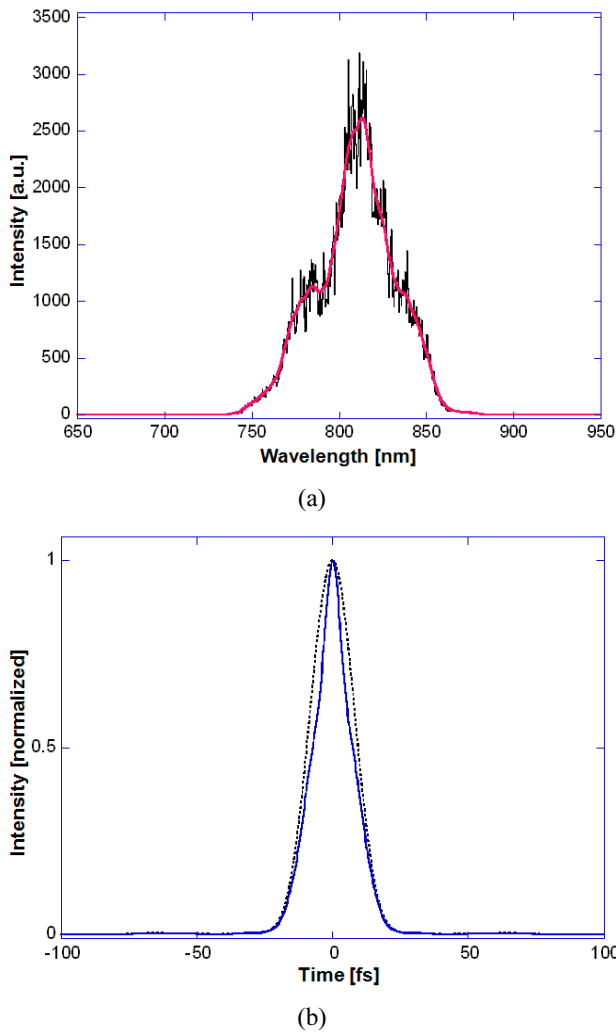 3500
3000
2500
2000
1500
1000
500
0
650 700 750 800 850 900 950
Intensity [a.u.]
Wavelength [nm]
(a)
1
0.5
0
-100 -50 0 50 100
Intensity [normalized]
Time [fs]
(b)